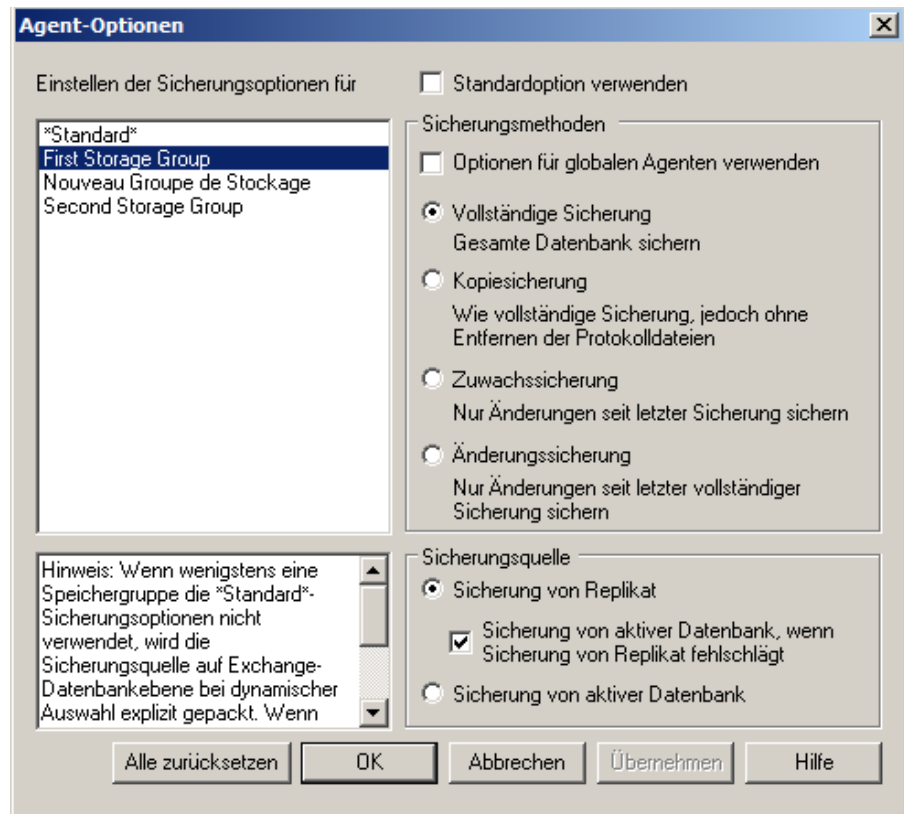 Agent-Optionen
Einstellen der Sicherungsoptionen für
Standardoption verwenden
*Standard*
First Storage Group
Nouveau Groupe de Stockage
Second Storage Group
Sicherungsmethoden
Optionen für globalen Agenten verwenden
Vollständige Sicherung
Gesamte Datenbank sichern
Kopiesicherung
Wie vollständige Sicherung, jedoch ohne
Entfernen der Protokolldateien
Zuwachssicherung
Nur Änderungen seit letzter Sicherung sichern
Änderungssicherung
Nur Änderungen seit letzter vollständiger
Sicherung sichern
Hinweis: Wenn wenigstens eine
Speichergruppe die *Standard*-
Sicherungsoptionen nicht
verwendet, wird die
Sicherungsquelle auf Exchange-
Datenbankebene bei dynamischer
Auswahl explizit gepackt. Wenn
Sicherungsquelle
Sicherung von Replikat
Sicherung von aktiver Datenbank, wenn
Sicherung von Replikat fehlschlägt
Sicherung von aktiver Datenbank
Alle zurücksetzen
OK
Abbrechen
Übernehmen
Hilfe